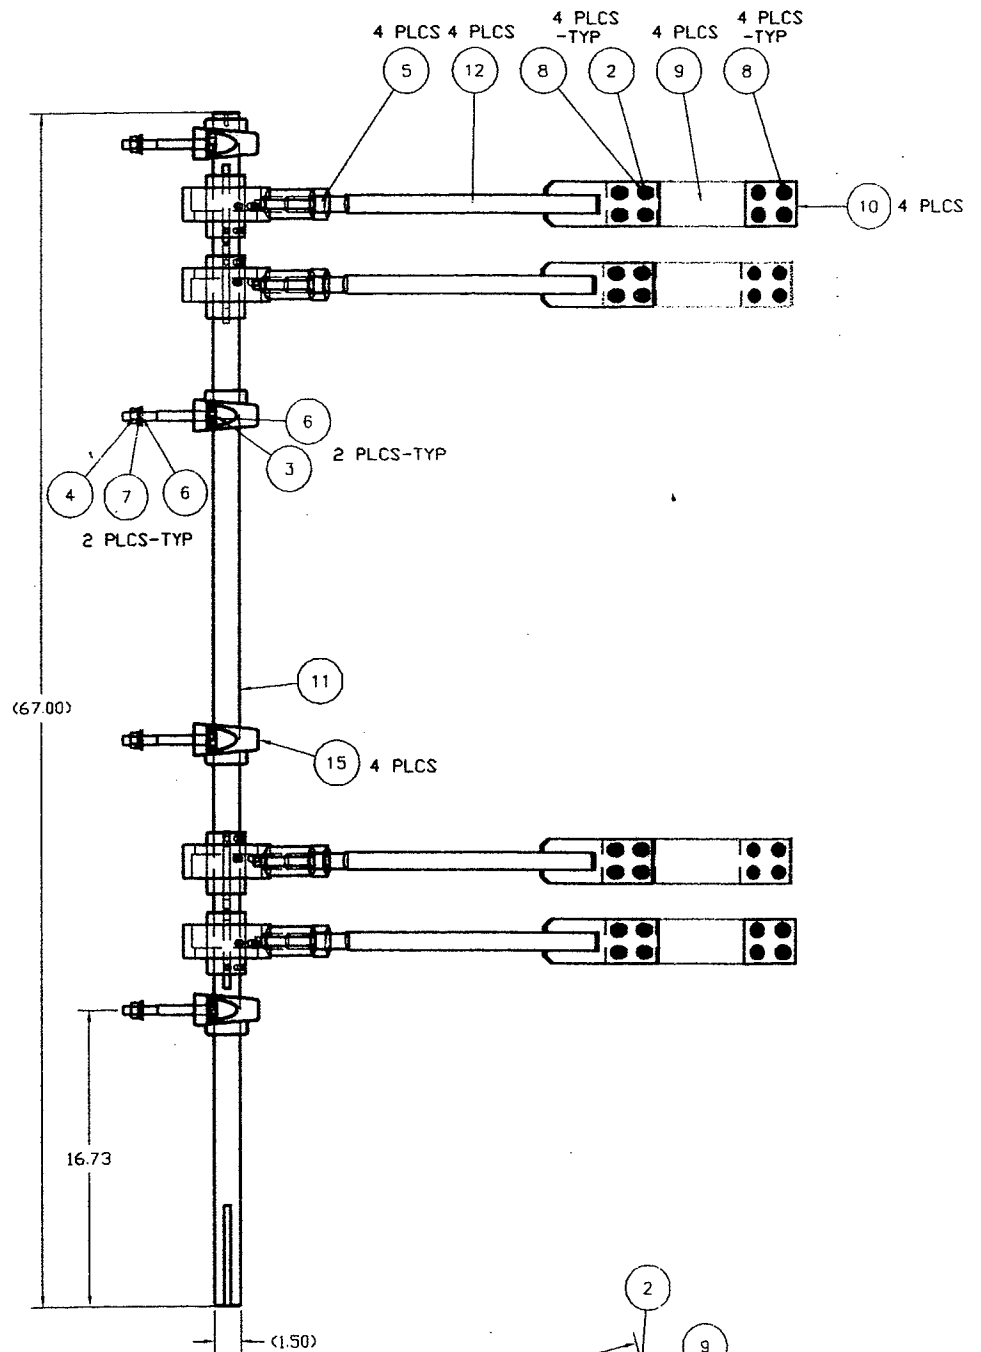 4 PLCS 4 PLCS 4 PLCS -TYP 4 PLCS 4 PLCS -TYP
5 12 8 2 9 8
10 4 PLCS
6
3 2 PLCS-TYP
4 7 6
2 PLCS-TYP
11
(67.00)
15 4 PLCS
16.73
2
9
(1.50)